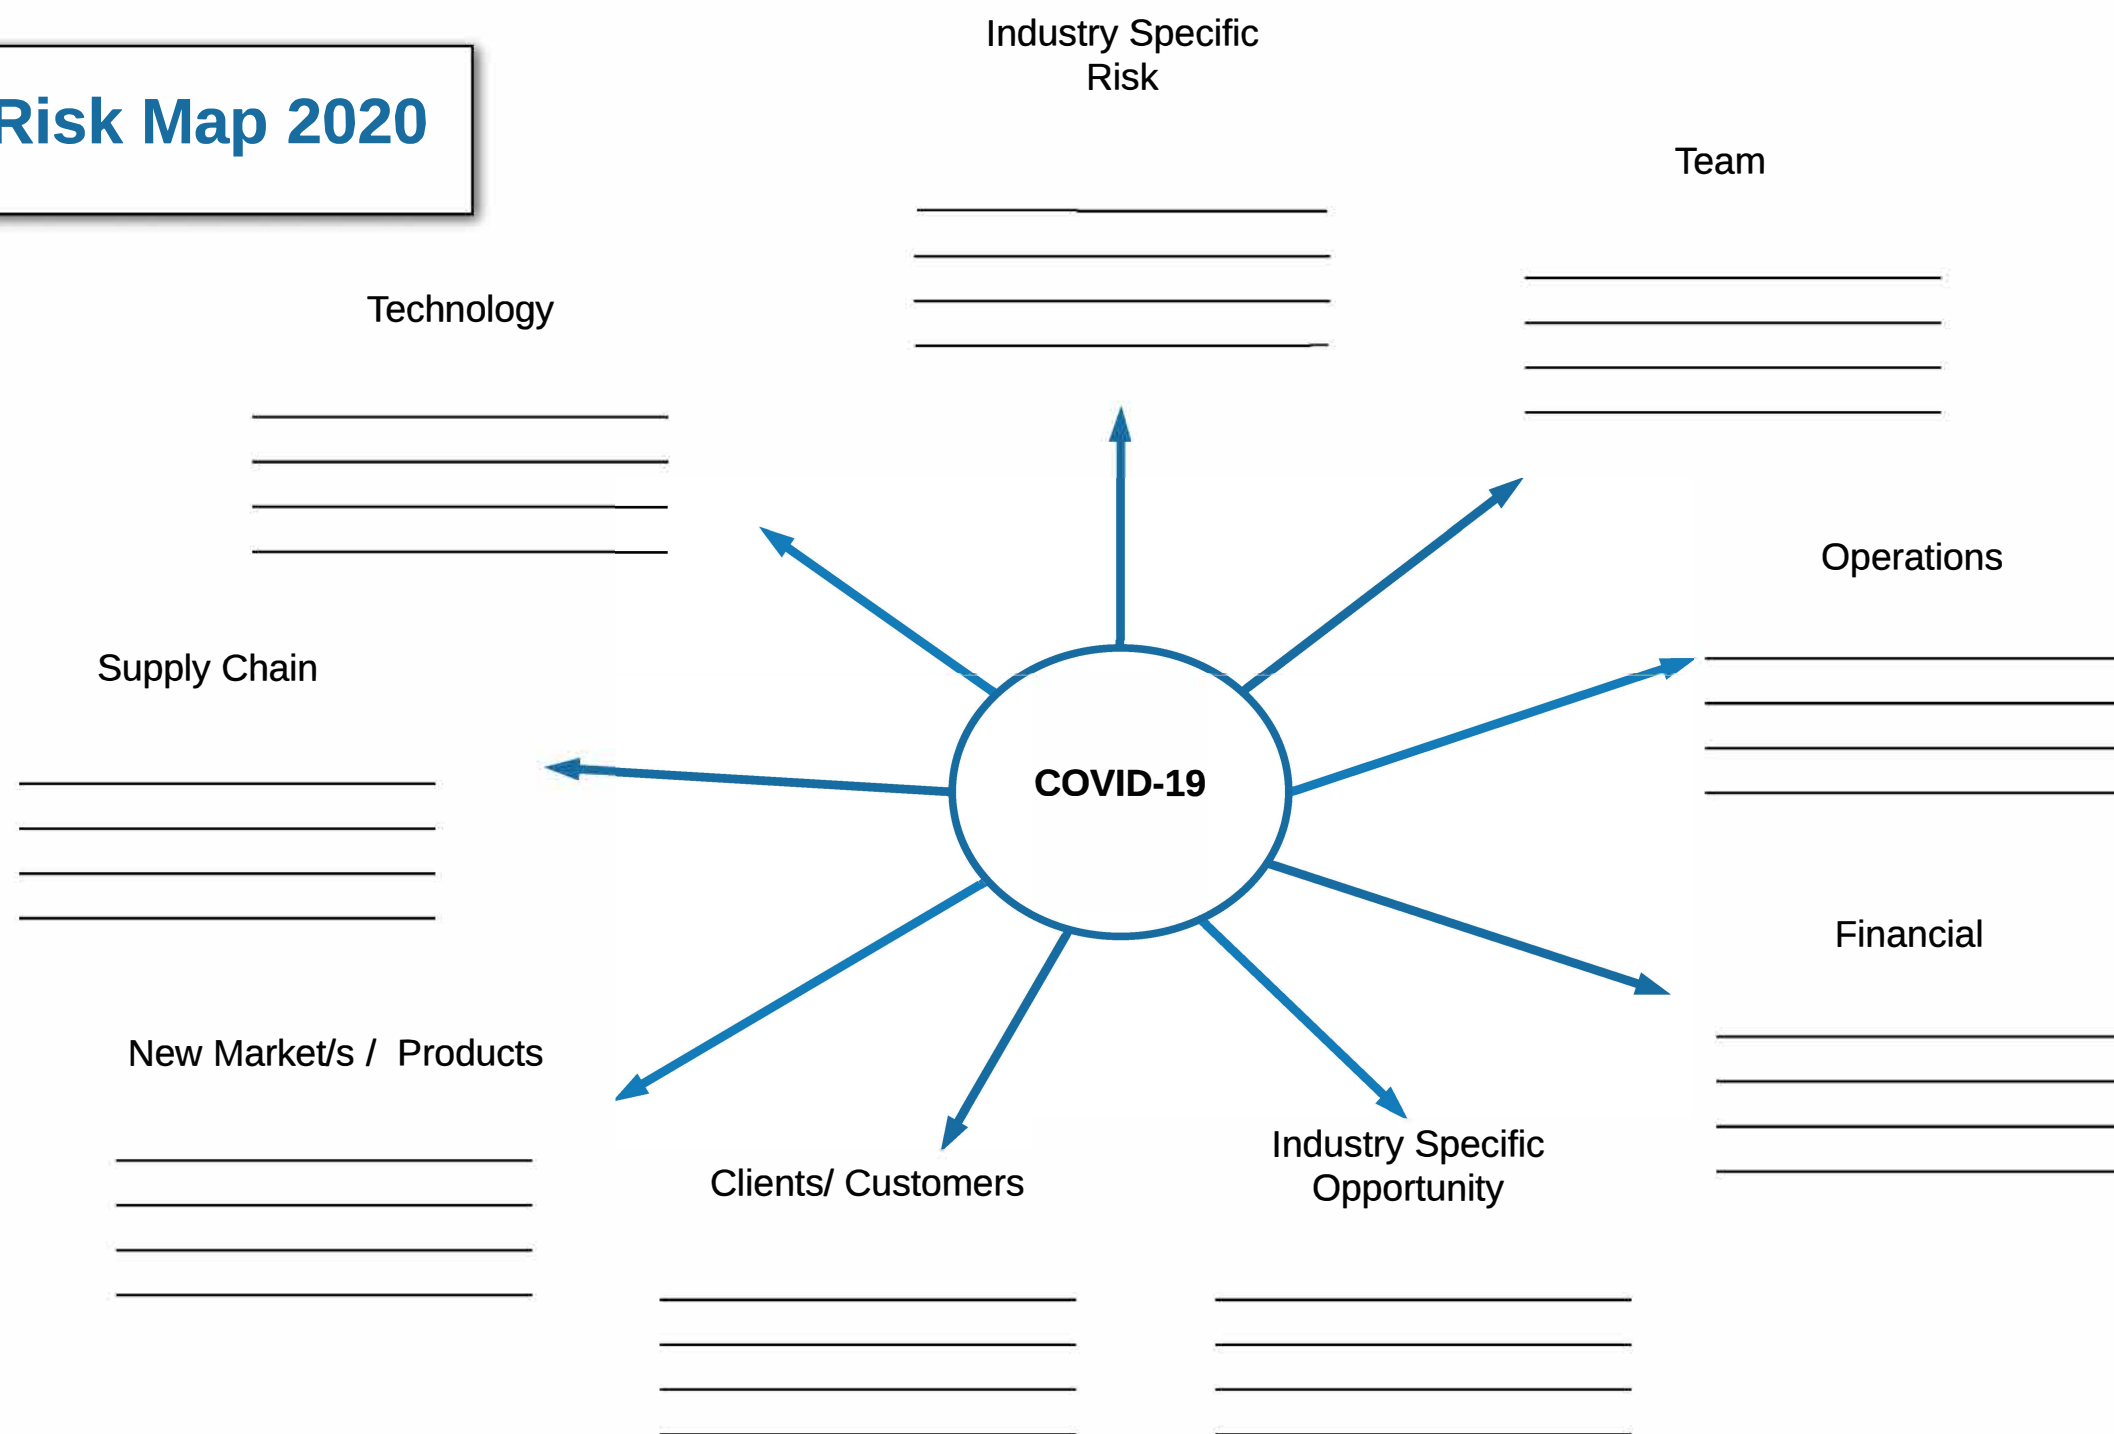 Risk Map 2020
Industry Specific
Risk
Team
Technology
Operations
Supply Chain
COVID-19
Financial
New Market/s /  Products
Clients/ Customers
Industry Specific
Opportunity